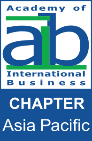 Academy of
aib
International
Business
CHAPTER
Asia Pacific